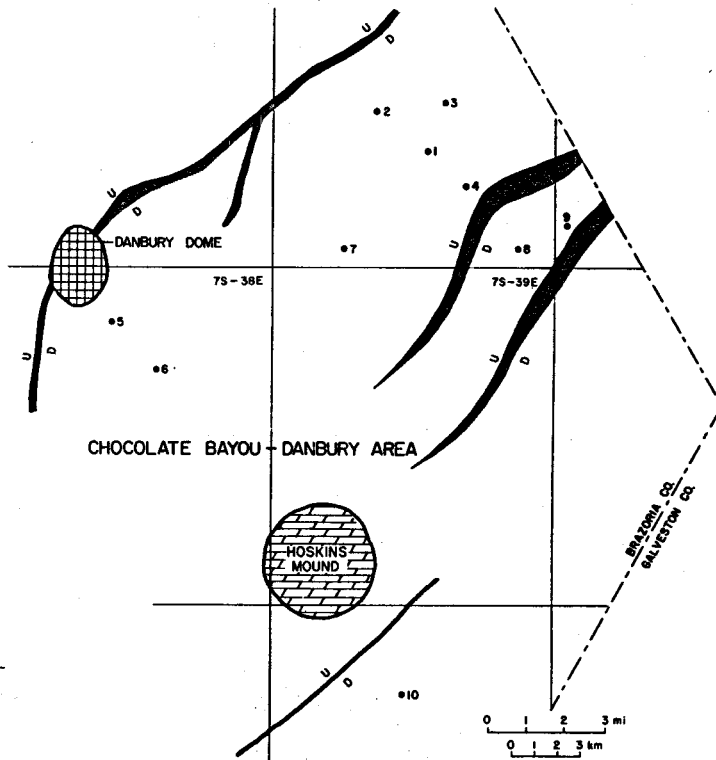 U
D
2
3
1
4
U
D
DANBURY DOME
7
U
D
8
9
7S-38E
7S-39E
5
U
D
6
U
D
CHOCOLATE BAYOU - DANBURY AREA
BRAZORIA CO.
GALVESTON CO.
HOSKINS
MOUND
U
D
10
0 1 2 3 mi
0 1 2 3 km